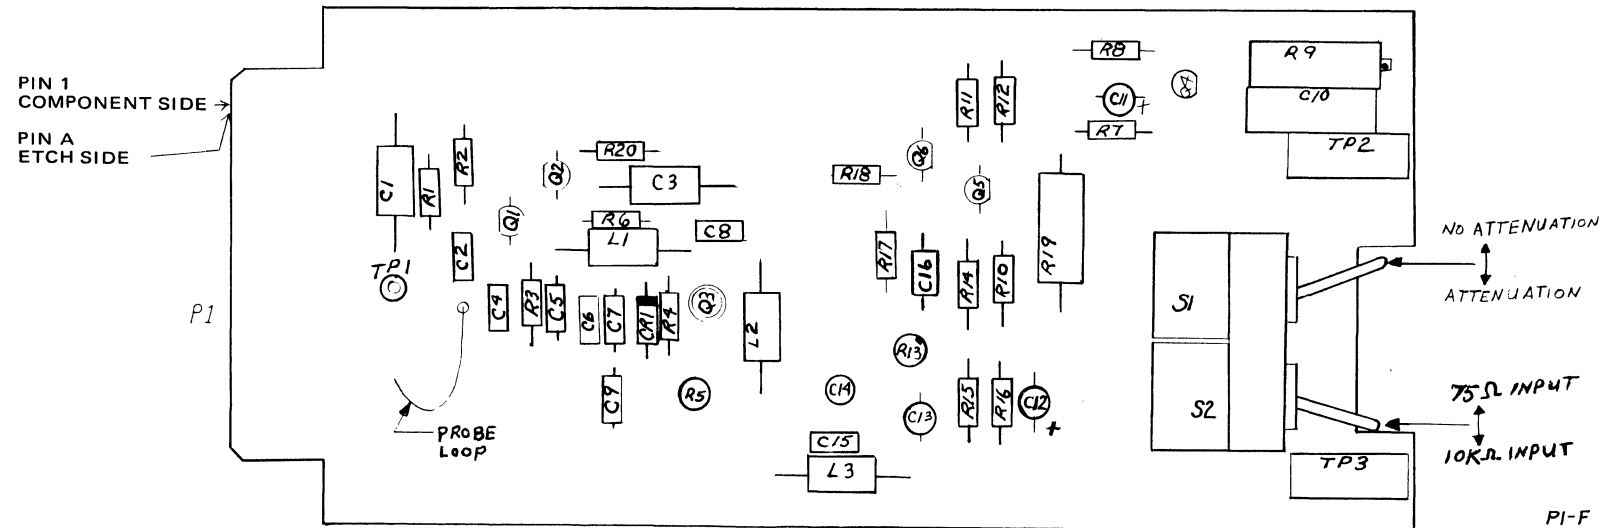 PIN 1
COMPONENT SIDE
PIN A
ETCH SIDE
P1
C1
R1
R2
Q1
Q2
R20
C3
R6
L1
C8
C2
TP1
C4
R3
C5
C6
C7
CR1
R4
Q3
L2
C9
R5
PROBE
LOOP
R8
R11
R12
C11
+
Q4
R7
R9
C10
TP2
R18
Q6
Q5
R19
R17
C16
R14
R10
R13
C14
C13
R15
R16
C12
+
C15
L3
S1
S2
TP3
NO ATTENUATION
ATTENUATION
75Ω INPUT
10KΩ INPUT
P1-F